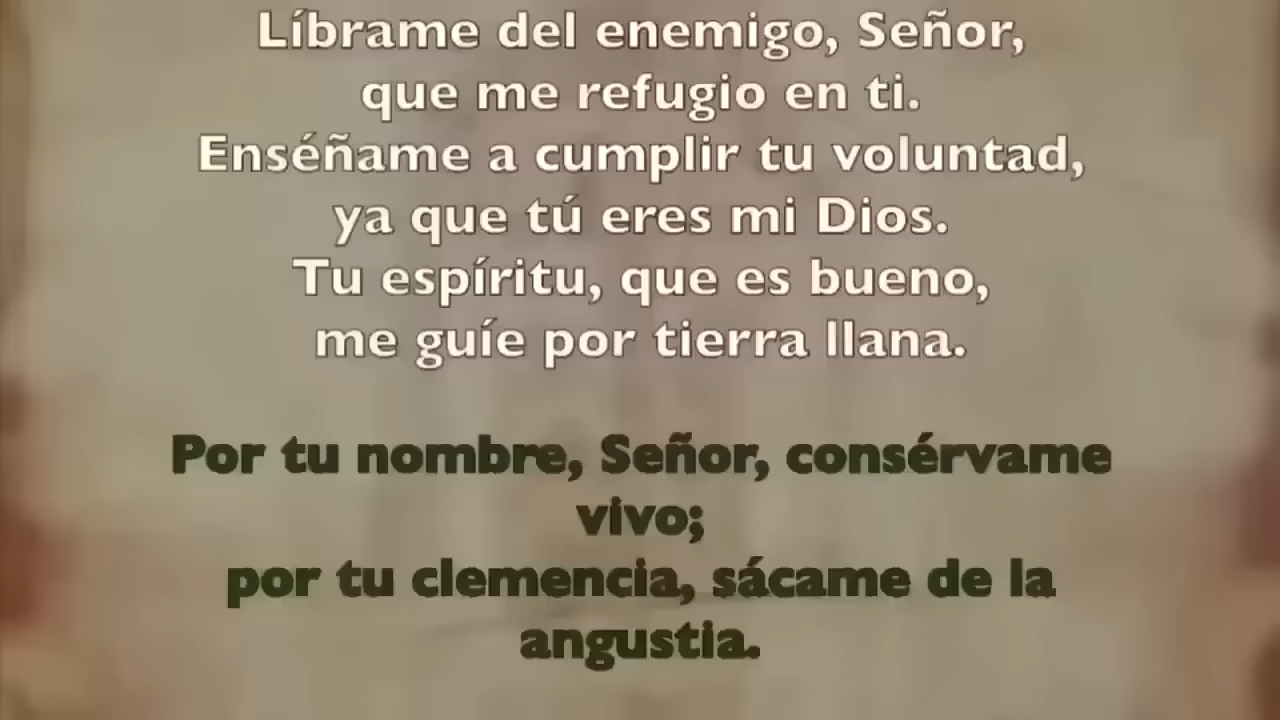 Líbrame del enemigo, Señor,
que me refugio en ti.
Enséñame a cumplir tu voluntad,
ya que tú eres mi Dios.
Tu espíritu, que es bueno,
me guíe por tierra llana.
Por tu nombre, Señor, consérvame
vivo;
por tu clemencia, sácame de la
angustia.